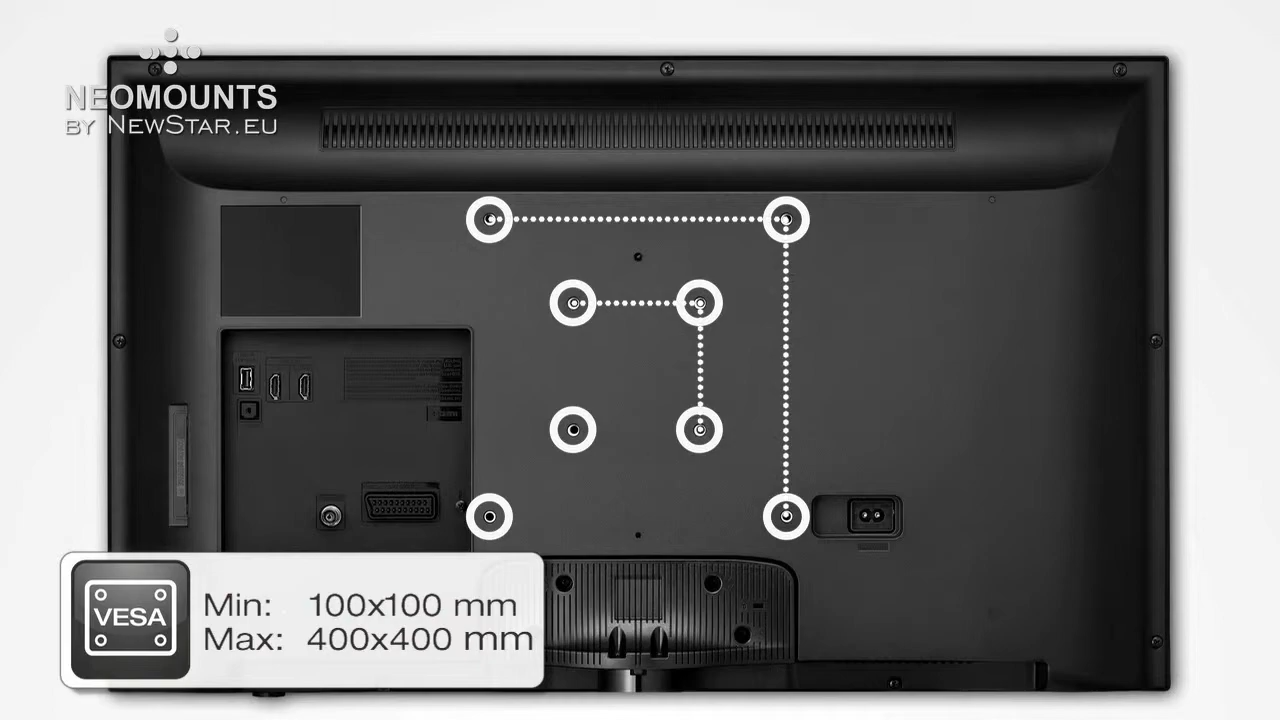 NEOMOUNTS
BY NEWSTAR.EU
VESA
Min: 100x100 mm
Max: 400x400 mm